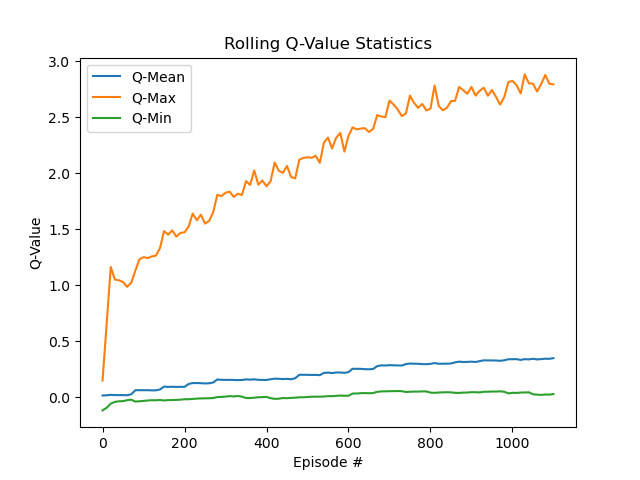 Rolling Q-Value Statistics
Q-Mean
Q-Max
Q-Min
3.0
2.5
2.0
1.5
1.0
0.5
0.0
Q-Value
0 200 400 600 800 1000
Episode #